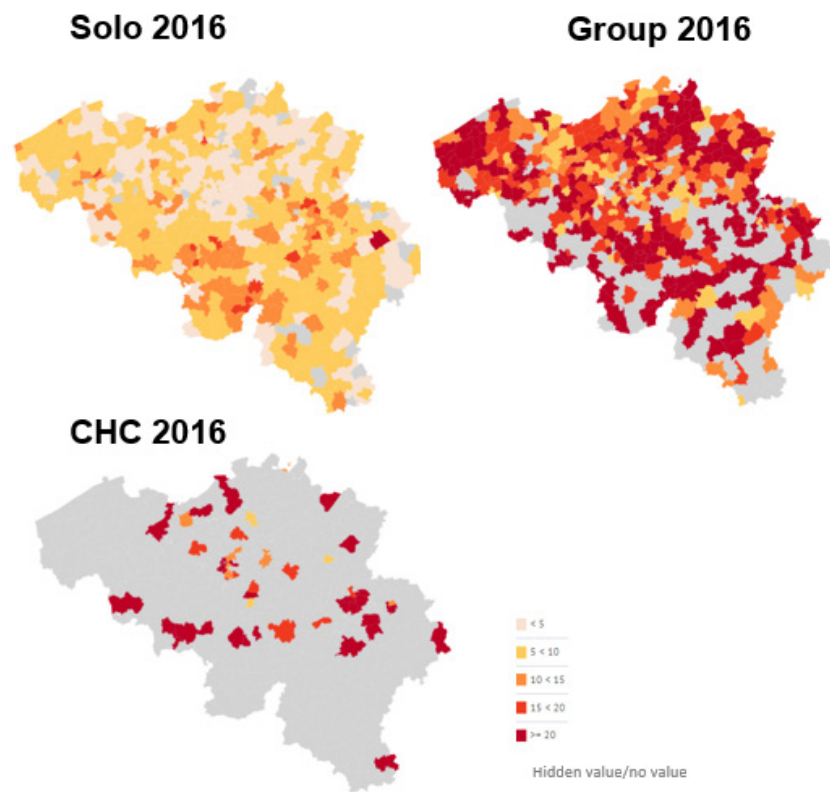 Solo 2016
Group 2016
CHC 2016
< 5
5 < 10
10 < 15
15 < 20
>= 20
Hidden value/no value